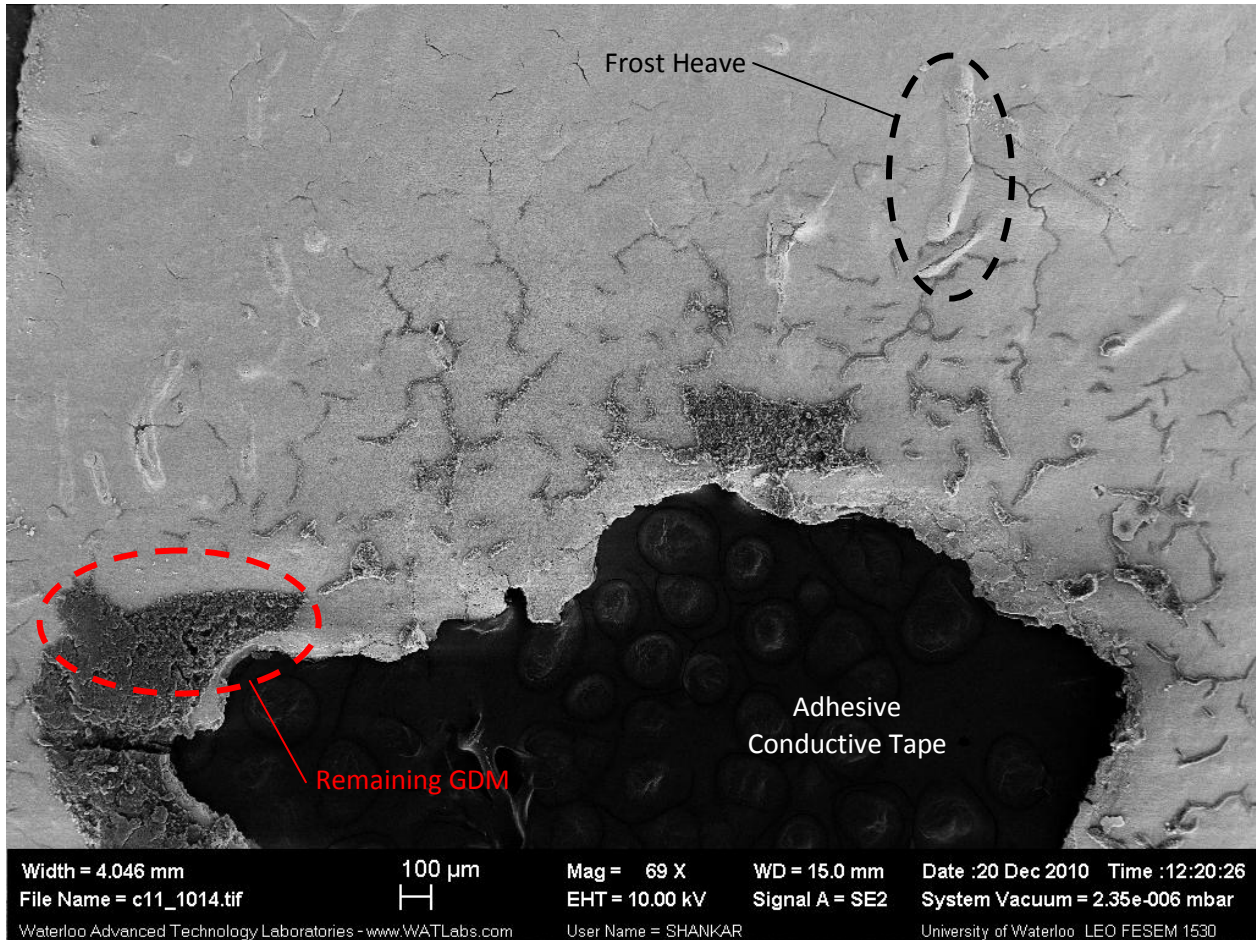 Frost Heave
Adhesive
Conductive Tape
Remaining GDM
Width = 4.046 mm
100 µm
Mag = 69 X
WD = 15.0 mm
Date :20 Dec 2010 Time :12:20:26
File Name = c11_1014.tif
EHT = 10.00 kV
Signal A = SE2
System Vacuum = 2.35e-006 mbar
Waterloo Advanced Technology Laboratories - www.WATLabs.com
User Name = SHANKAR
University of Waterloo LEO FESEM 1530